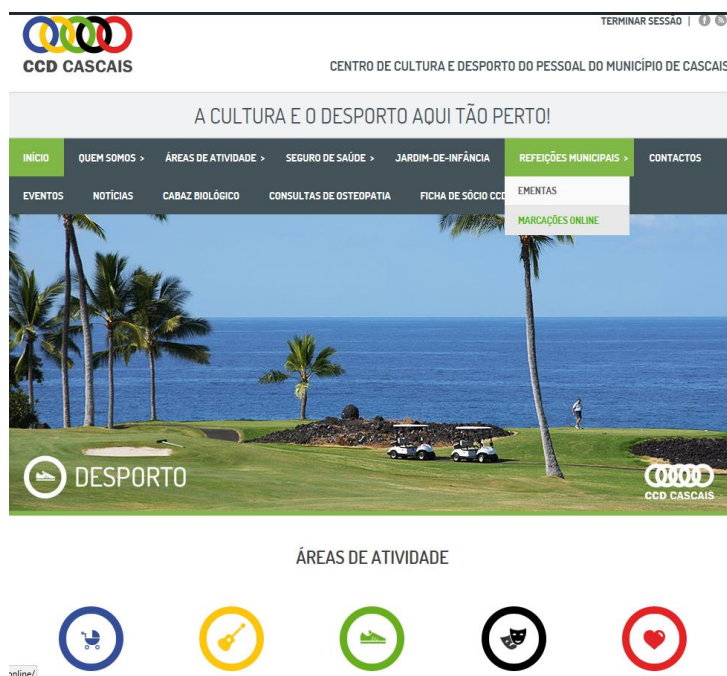 TERMINAR SESSÃO |
CCD CASCAIS
CENTRO DE CULTURA E DESPORTO DO PESSOAL DO MUNICÍPIO DE CASCAIS
A CULTURA E O DESPORTO AQUI TÃO PERTO!
INÍCIO QUEM SOMOS > ÁREAS DE ATIVIDADE > SEGURO DE SAÚDE > JARDIM-DE-INFÂNCIA REFEIÇÕES MUNICIPAIS > CONTACTOS
EVENTOS NOTÍCIAS CABAZ BIOLÓGICO CONSULTAS DE OSTEOPATIA FICHA DE SÓCIO CCD
EMENTAS
MARCAÇÕES ONLINE
DESPORTO
CCD CASCAIS
ÁREAS DE ATIVIDADE
online/